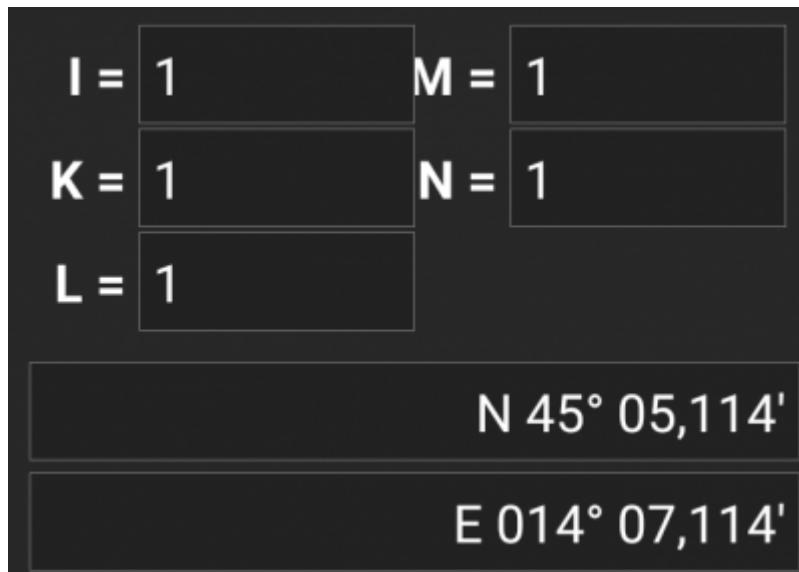 I = 1 M = 1
K = 1 N = 1
L = 1
N 45° 05,114'
E 014° 07,114'